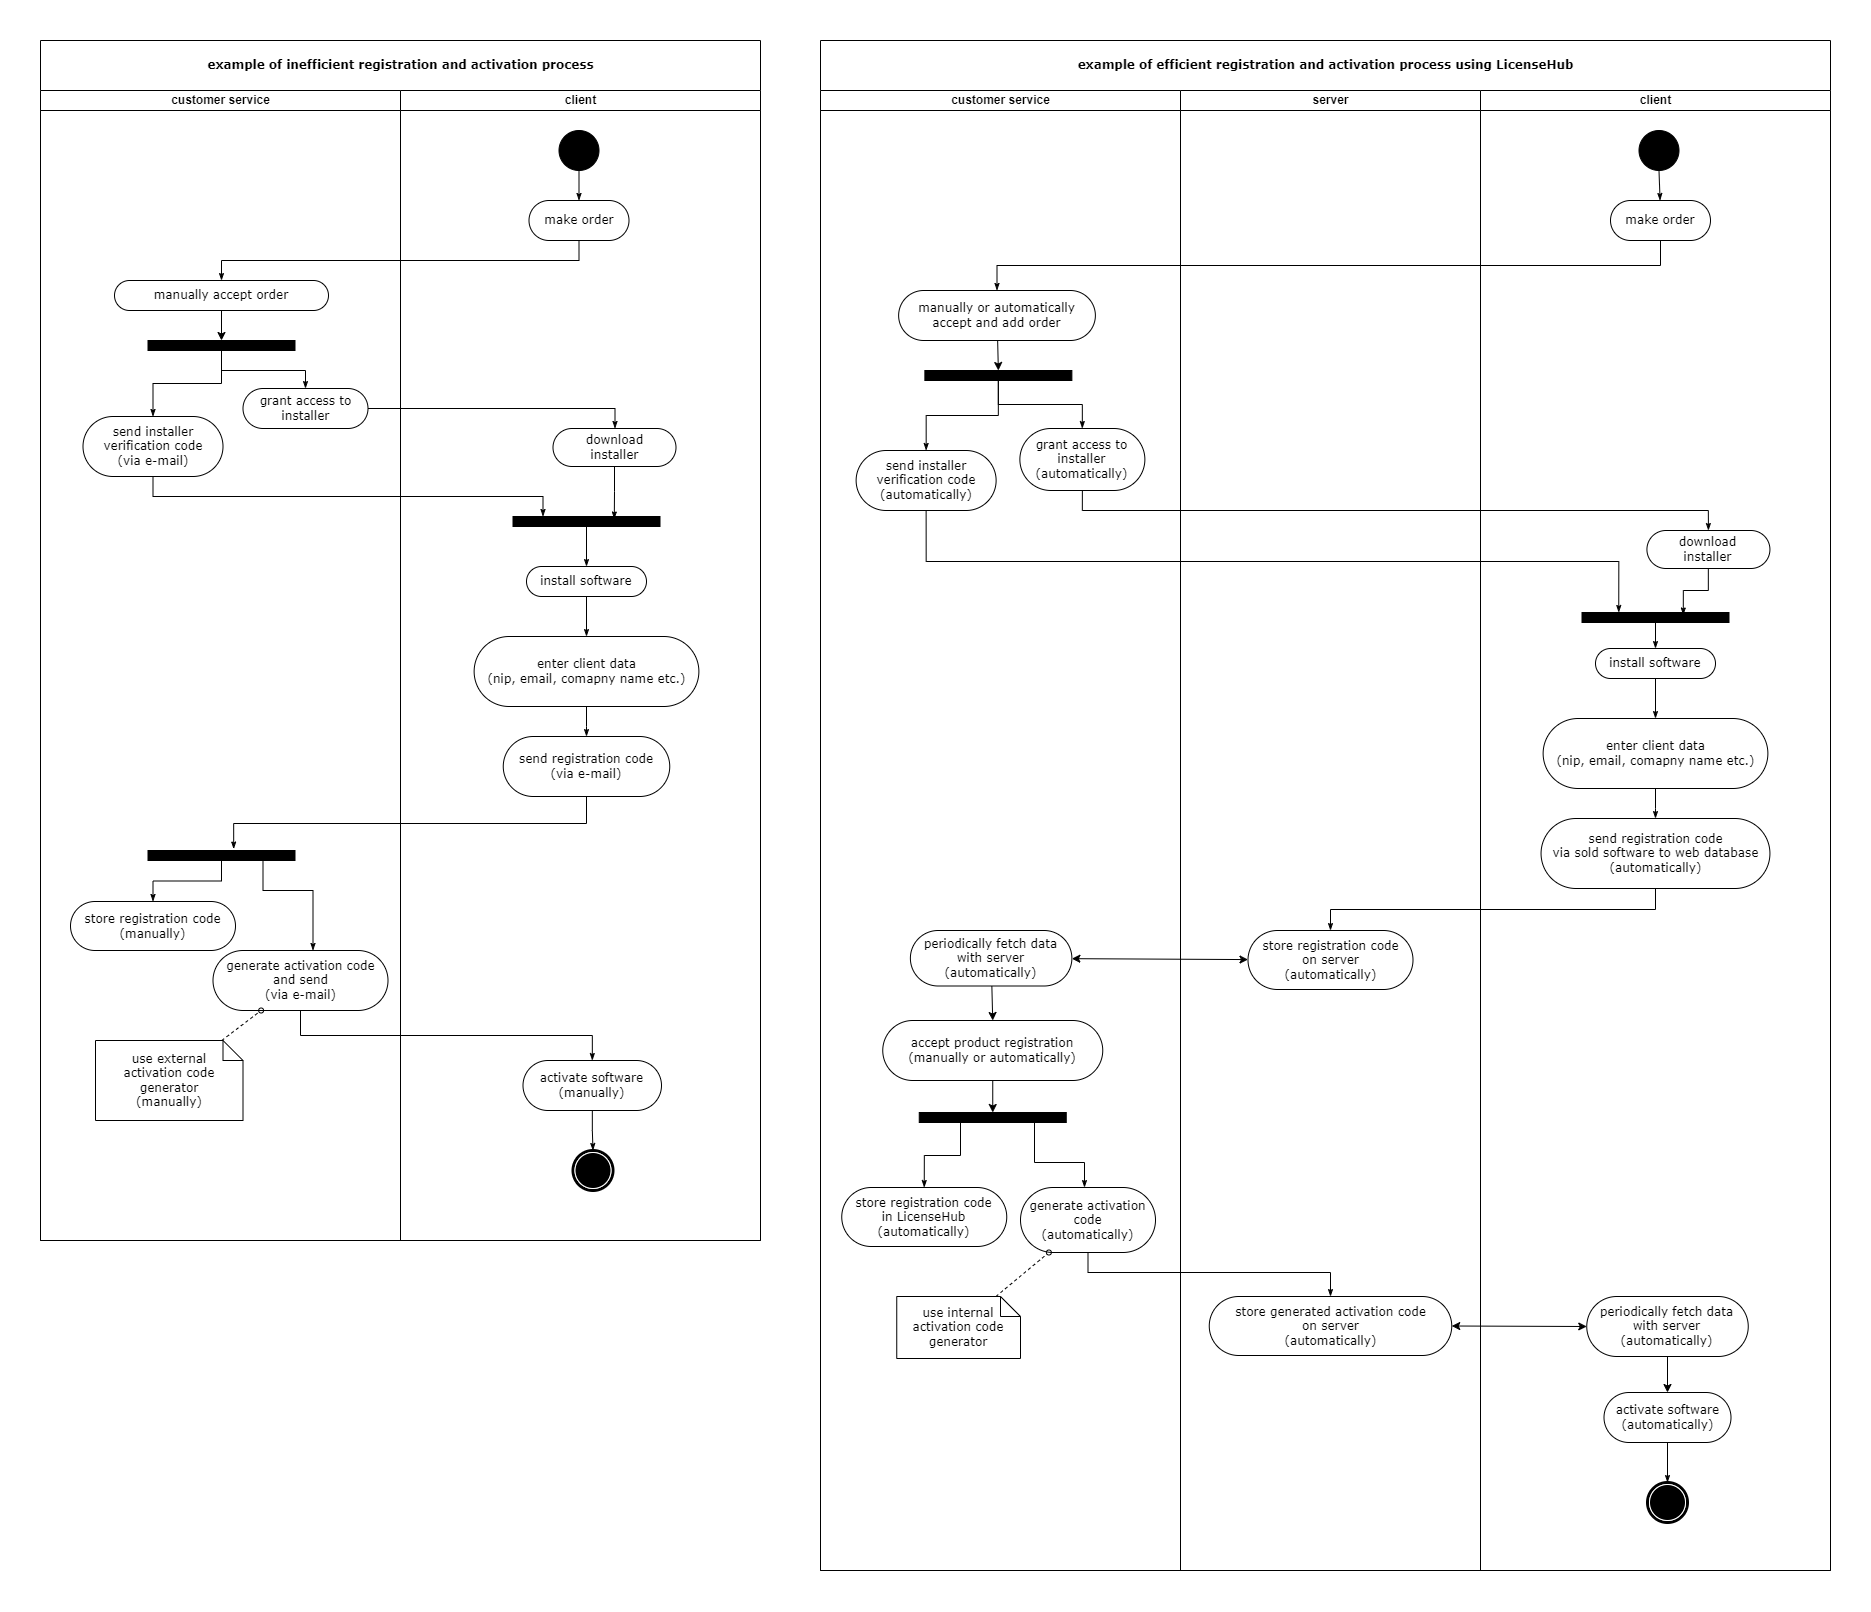 example of inefficient registration and activation process
customer service
client
make order
manually accept order
grant access to
installer
send installer
verification code
(via e-mail)
download
installer
install software
enter client data
(nip, email, comapny name etc.)
send registration code
(via e-mail)
store registration code
(manually)
generate activation code
and send
(via e-mail)
use external
activation code
generator
(manually)
activate software
(manually)
example of efficient registration and activation process using LicenseHub
customer service
server
client
make order
manually or automatically
accept and add order
grant access to
installer
(automatically)
send installer
verification code
(automatically)
download
installer
install software
enter client data
(nip, email, comapny name etc.)
send registration code
via sold software to web database
(automatically)
store registration code
on server
(automatically)
periodically fetch data
with server
(automatically)
accept product registration
(manually or automatically)
store registration code
in LicenseHub
(automatically)
generate activation
code
(automatically)
use internal
activation code
generator
store generated activation code
on server
(automatically)
periodically fetch data
with server
(automatically)
activate software
(automatically)